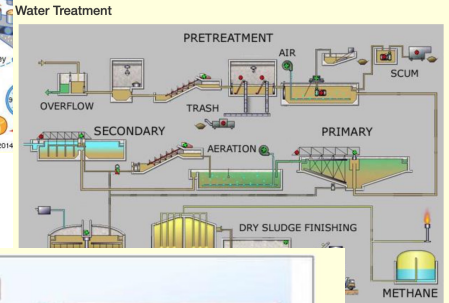 Water Treatment
PRETREATMENT
AIR
SCUM
OVERFLOW
TRASH
SECONDARY
PRIMARY
AERATION
2014
DRY SLUDGE FINISHING
METHANE